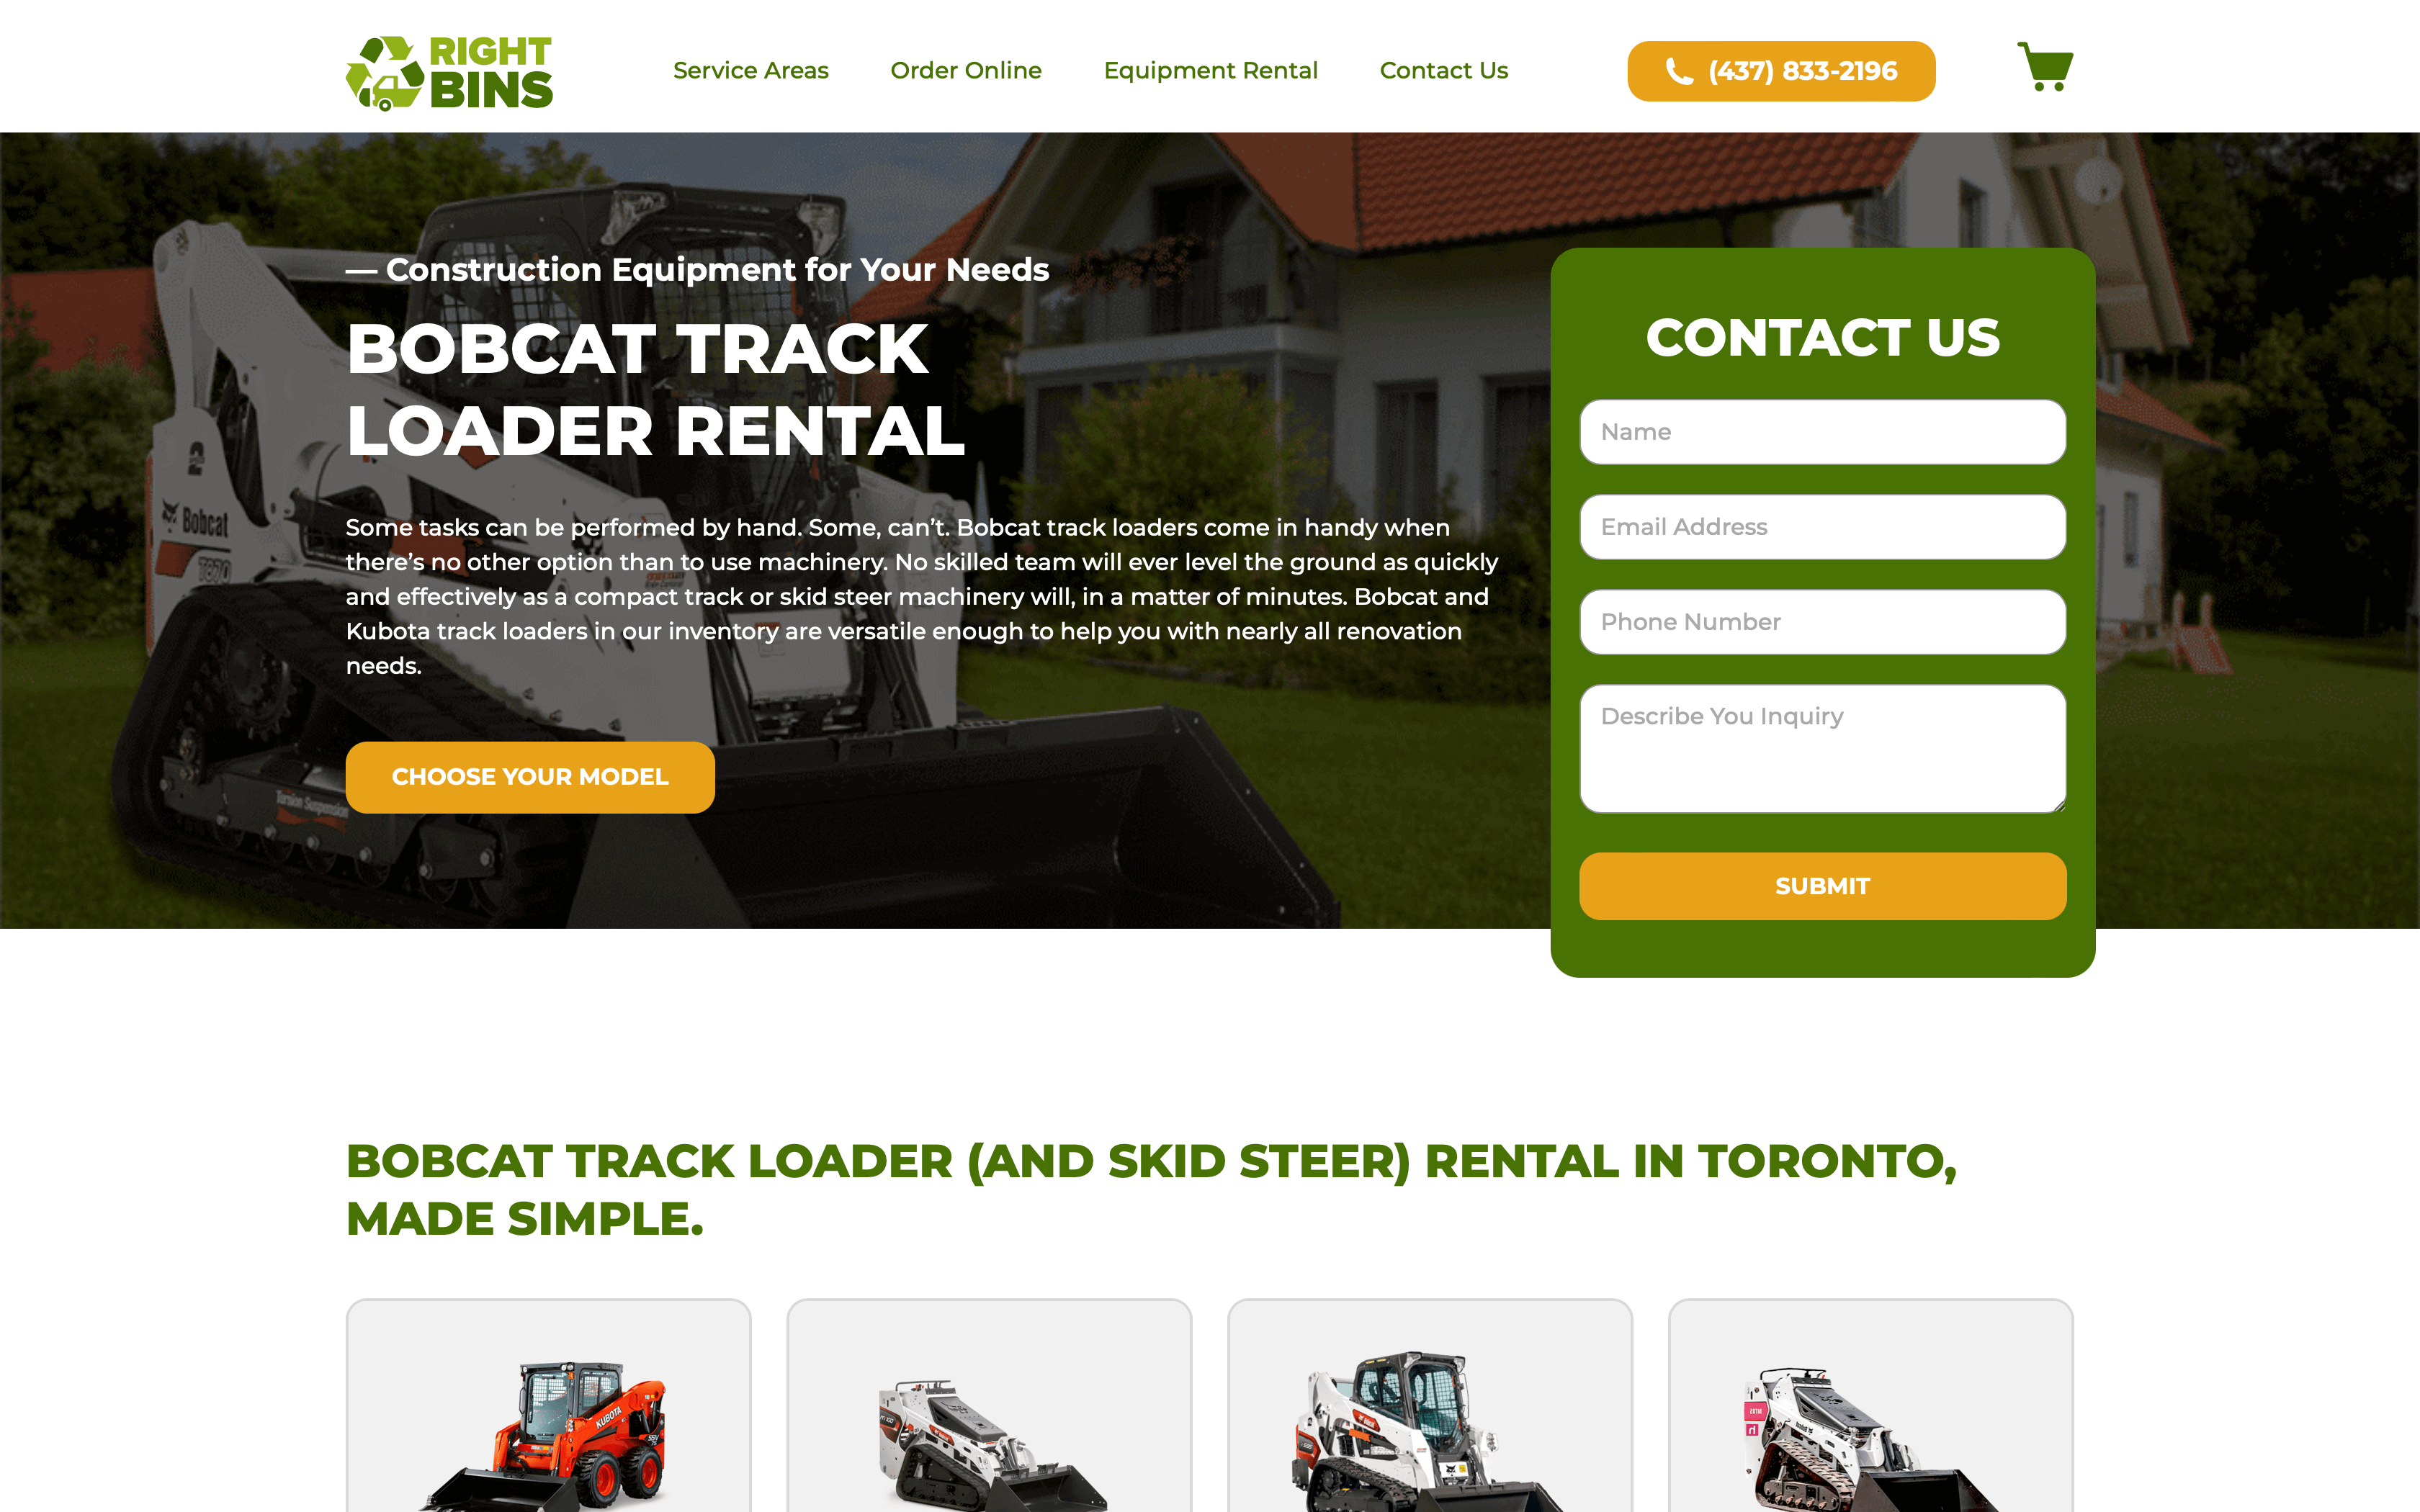 RIGHT
BINS
Service Areas
Order Online
Equipment Rental
Contact Us
(437) 833-2196
— Construction Equipment for Your Needs
BOBCAT TRACK
LOADER RENTAL
Some tasks can be performed by hand. Some, can’t. Bobcat track loaders come in handy when
there’s no other option than to use machinery. No skilled team will ever level the ground as quickly
and effectively as a compact track or skid steer machinery will, in a matter of minutes. Bobcat and
Kubota track loaders in our inventory are versatile enough to help you with nearly all renovation
needs.
CHOOSE YOUR MODEL
2
Bobcat
T870
Torsion Suspension
CONTACT US
Name
Email Address
Phone Number
Describe You Inquiry
SUBMIT
BOBCAT TRACK LOADER (AND SKID STEER) RENTAL IN TORONTO,
MADE SIMPLE.
KUBOTA